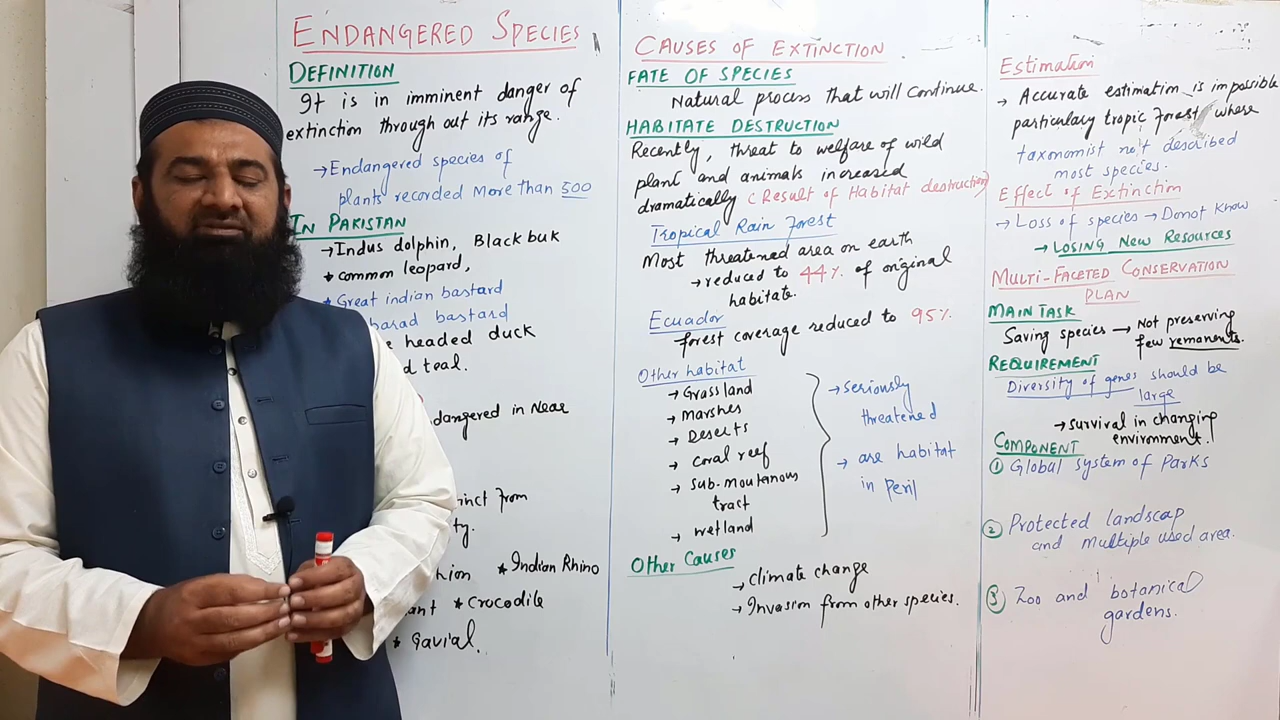 ENDANGERED SPECIES
DEFINITION
It is in imminent danger of
extinction through out its range.
→Endangered species of
plants recorded More than 500
IN PAKISTAN
→Indus dolphin, Black buk
* common leopard,
* Great indian bastard
barad bastard
headed duck
teal.
dangered in Near
nct from
ty.
hion * Indian Rhino
ant * Crocodile
* Gavial.
CAUSES OF EXTINCTION
FATE OF SPECIES
Natural process that will continue.
HABITATE DESTRUCTION
Recently, threat to welfare of wild
plant and animals increased
dramatically (Result of Habitat destruction)
Tropical Rain Forest
Most threatened area on earth
→reduced to 44% of original
habitate.
Ecuador
forest coverage reduced to 95%.
Other habitat
→ Grassland
→ Marshes
→ Deserts
→ coral reef
→ Sub-moutanous
tract
→ wetland
→ seriously
threatened
→ are habitat
in peril
Other Causes
→ climate change
→ Invasion from other species.
Estimation
→ Accurate estimation is impossible
particulary tropic forest where
taxonomist not described
most species.
Effect of Extinction
→ Loss of species → Donot Know
→ LOSING NEW RESOURCES
MULTI-FACETED CONSERVATION
PLAN
MAIN TASK
Saving species → Not preserving
few remanents.
REQUIREMENT
Diversity of genes should be
large
→survival in changing
environment.
COMPONENT
① Global system of Parks
② Protected landscap
and multiple used area.
③ Zoo and botanical
gardens.